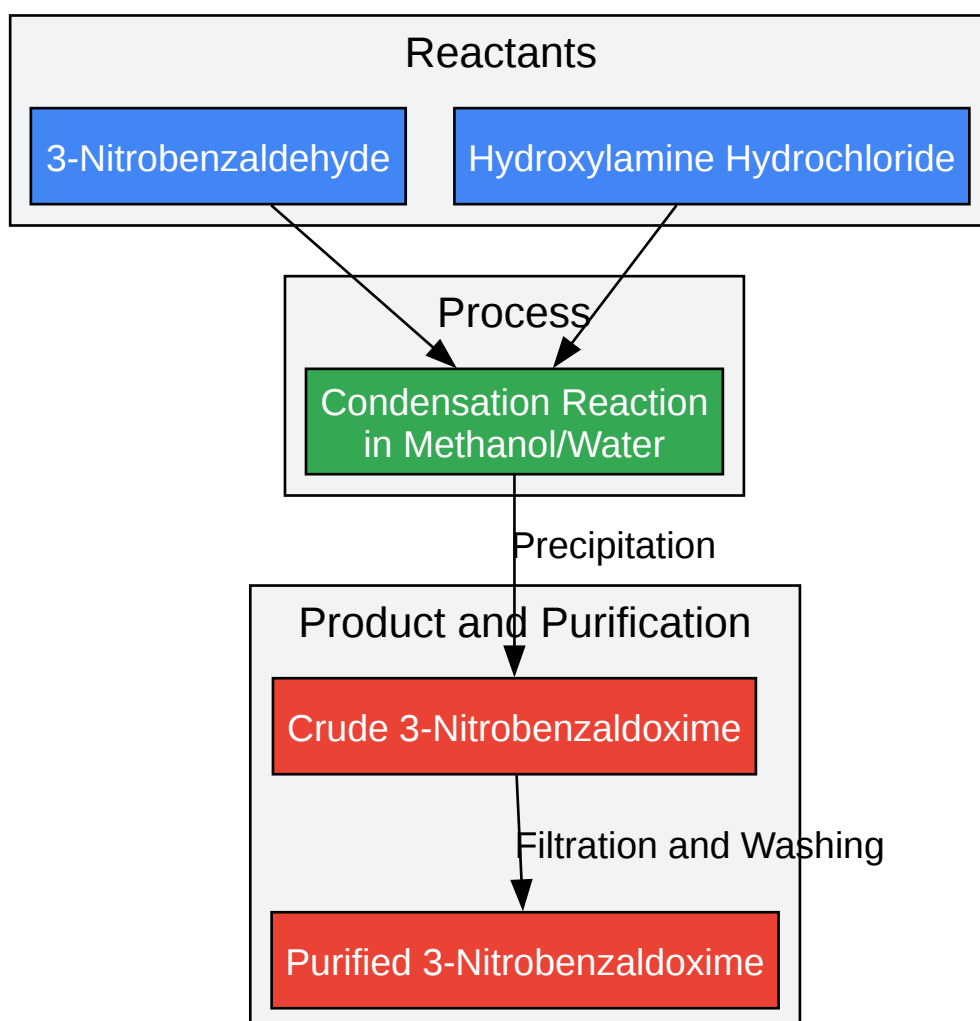 Reactants
3-Nitrobenzaldehyde
Hydroxylamine Hydrochloride
Process
Condensation Reaction
in Methanol/Water
Precipitation
Product and Purification
Crude 3-Nitrobenzaldoxime
Filtration and Washing
Purified 3-Nitrobenzaldoxime